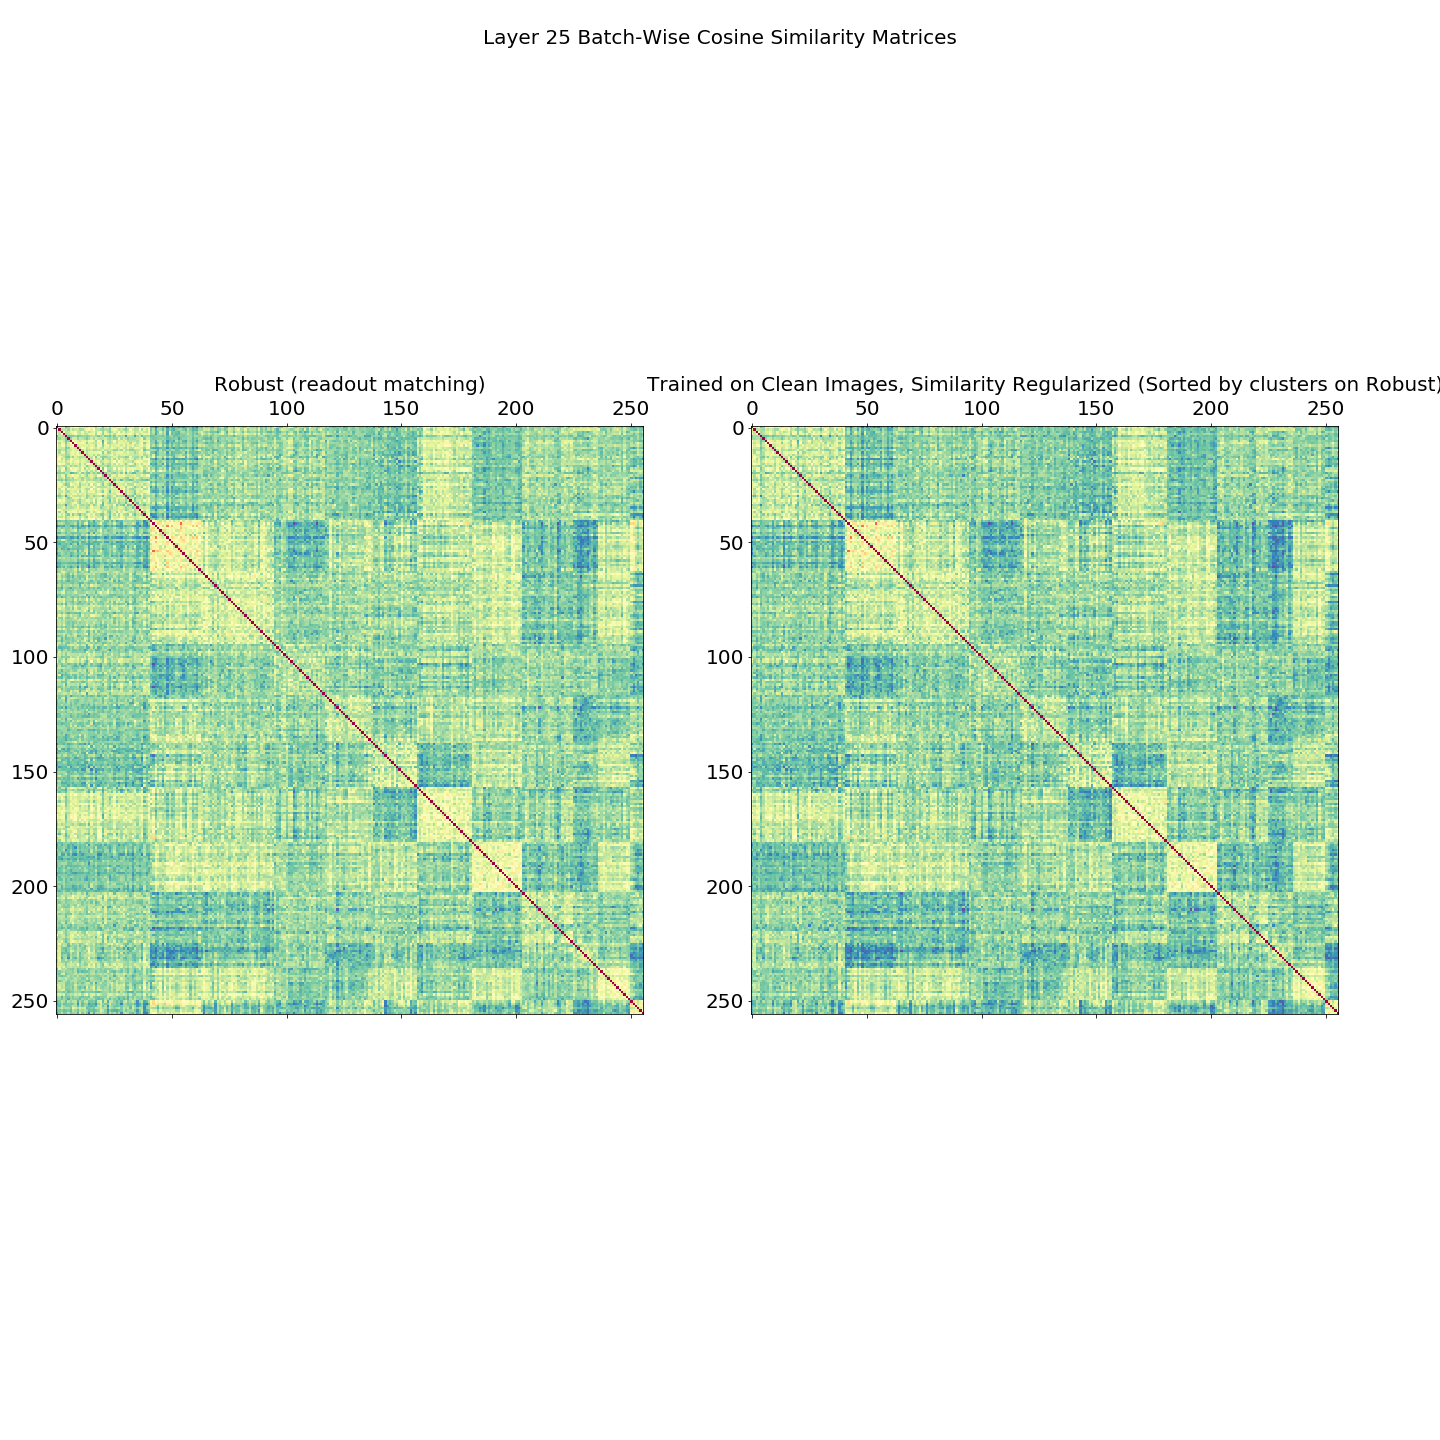 Layer 25 Batch-Wise Cosine Similarity Matrices
Robust (readout matching)
Trained on Clean Images, Similarity Regularized (Sorted by clusters on Robust)
0 50 100 150 200 250
0 50 100 150 200 250
0
50
100
150
200
250
0
50
100
150
200
250